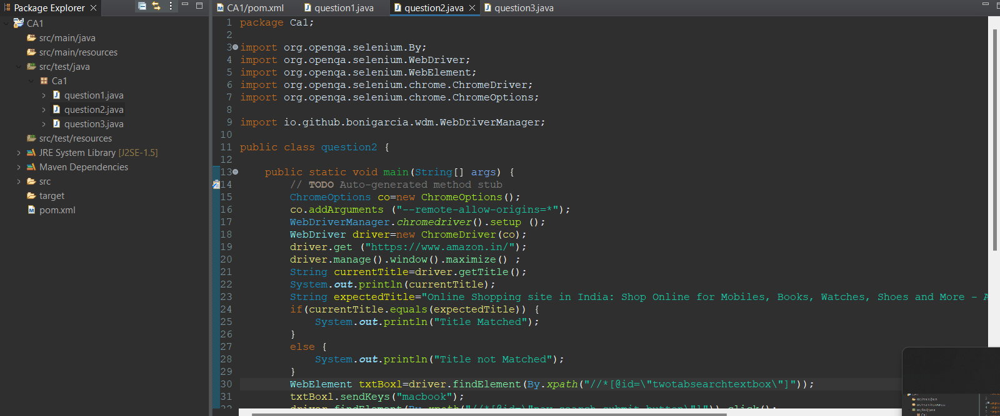 Package Explorer
CA1
src/main/java
src/main/resources
src/test/java
Ca1
question1.java
question2.java
question3.java
src/test/resources
JRE System Library [J2SE-1.5]
Maven Dependencies
src
target
pom.xml
CA1/pom.xml question1.java question2.java question3.java
1 package Ca1;
2
3 import org.openqa.selenium.By;
4 import org.openqa.selenium.WebDriver;
5 import org.openqa.selenium.WebElement;
6 import org.openqa.selenium.chrome.ChromeDriver;
7 import org.openqa.selenium.chrome.ChromeOptions;
8
9 import io.github.bonigarcia.wdm.WebDriverManager;
10
11 public class question2 {
12
13 public static void main(String[] args) {
14 // TODO Auto-generated method stub
15 ChromeOptions co=new ChromeOptions();
16 co.addArguments ("--remote-allow-origins=*");
17 WebDriverManager.chromedriver().setup ();
18 WebDriver driver=new ChromeDriver(co);
19 driver.get ("https://www.amazon.in/");
20 driver.manage().window().maximize() ;
21 String currentTitle=driver.getTitle();
22 System.out.println(currentTitle);
23 String expectedTitle="Online Shopping site in India: Shop Online for Mobiles, Books, Watches, Shoes and More - A
24 if(currentTitle.equals(expectedTitle)) {
25 System.out.println("Title Matched");
26 }
27 else {
28 System.out.println("Title not Matched");
29 }
30 WebElement txtBoxl=driver.findElement(By.xpath("//*[@id=\"twotabsearchtextbox\"]"));
31 txtBoxl.sendKeys("macbook");
32 driver.findElement(By.xpath("//*[@id=\"nav-search-submit-button\"]")).click();
src/main/java
src/main/resources
src/test/java
Ca1